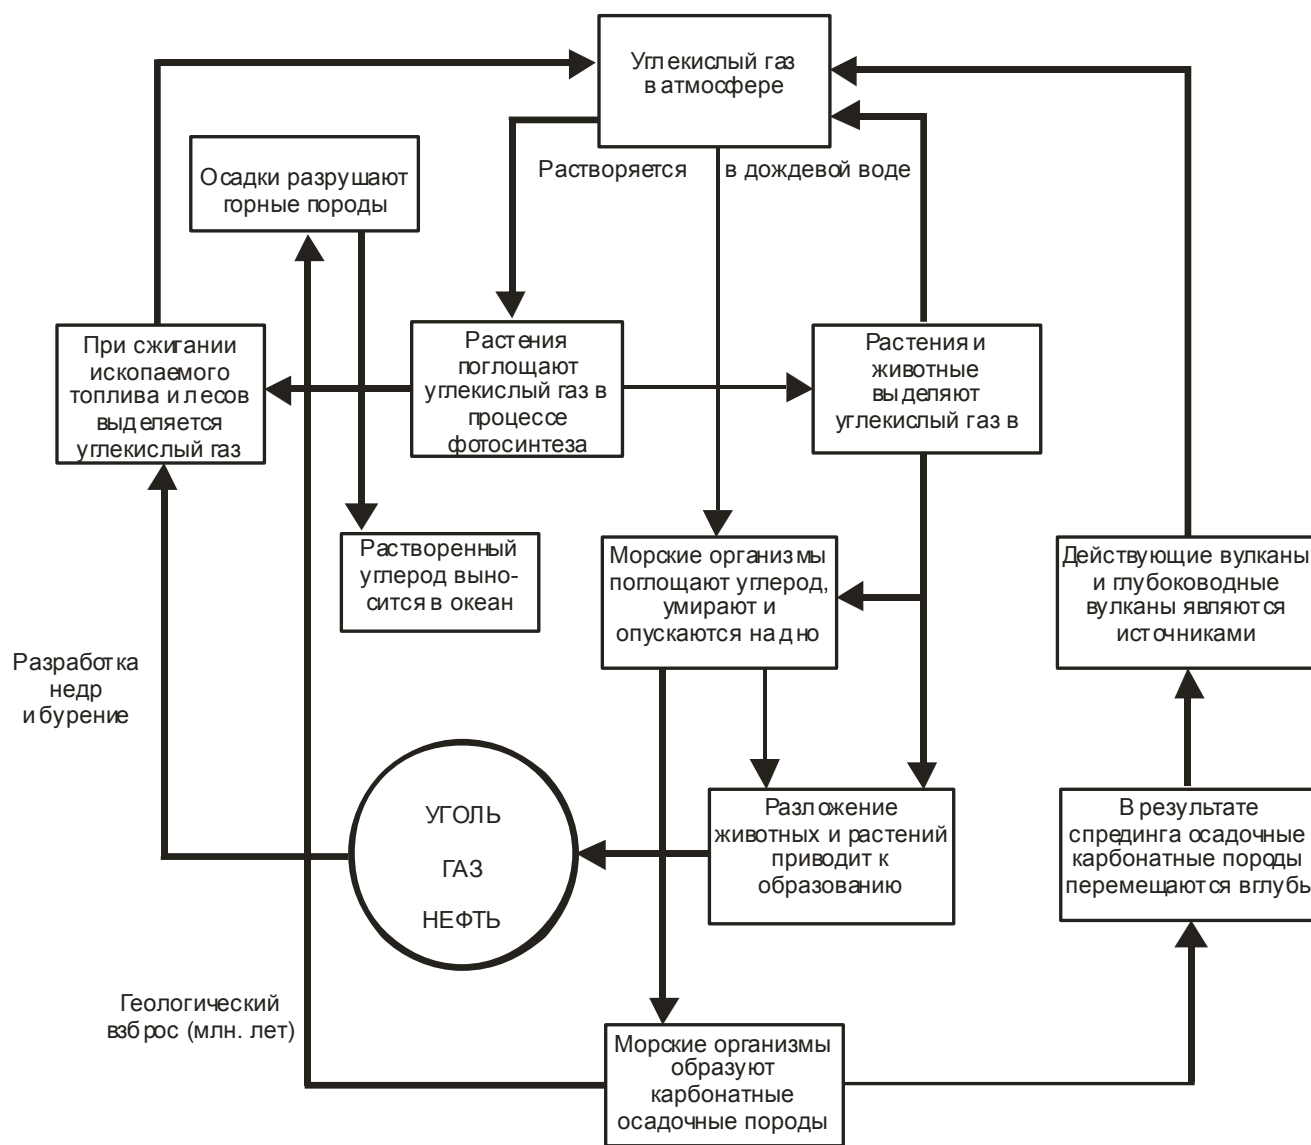 Углекислый газ
в атмосфере
Растворяется
в дождевой воде
Осадки разрушают
горные породы
При сжигании
ископаемого
топлива и лесов
выделяется
углекислый газ
Растения
поглощают
углекислый газ в
процессе
фотосинтеза
Растения и
животные
выделяют
углекислый газ в
Растворенный
углерод выно-
сится в океан
Морские организмы
поглощают углерод,
умирают и
опускаются на дно
Действующие вулканы
и глубоководные
вулканы являются
источниками
Разработка
недр
и бурение
УГОЛЬ
ГАЗ
НЕФТЬ
Разложение
животных и растений
приводит к
образованию
В результате
спрединга осадочные
карбонатные породы
перемещаются вглубь
Геологический
взброс (млн. лет)
Морские организмы
образуют
карбонатные
осадочные породы